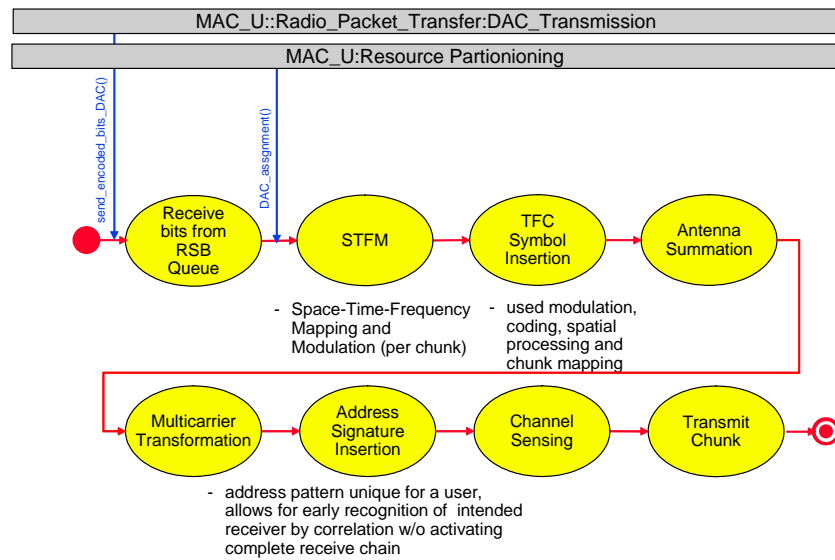 MAC_U::Radio_Packet_Transfer:DAC_Transmission
MAC_U:Resource Partionioning
send_encoded_bits_DAC()
DAC_assgnment()
Receive
bits from
RSB
Queue
STFM
TFC
Symbol
Insertion
Antenna
Summation
- Space-Time-Frequency
Mapping and
Modulation (per chunk)
- used modulation,
coding, spatial
processing and
chunk mapping
Multicarrier
Transformation
Address
Signature
Insertion
Channel
Sensing
Transmit
Chunk
- address pattern unique for a user,
allows for early recognition of intended
receiver by correlation w/o activating
complete receive chain